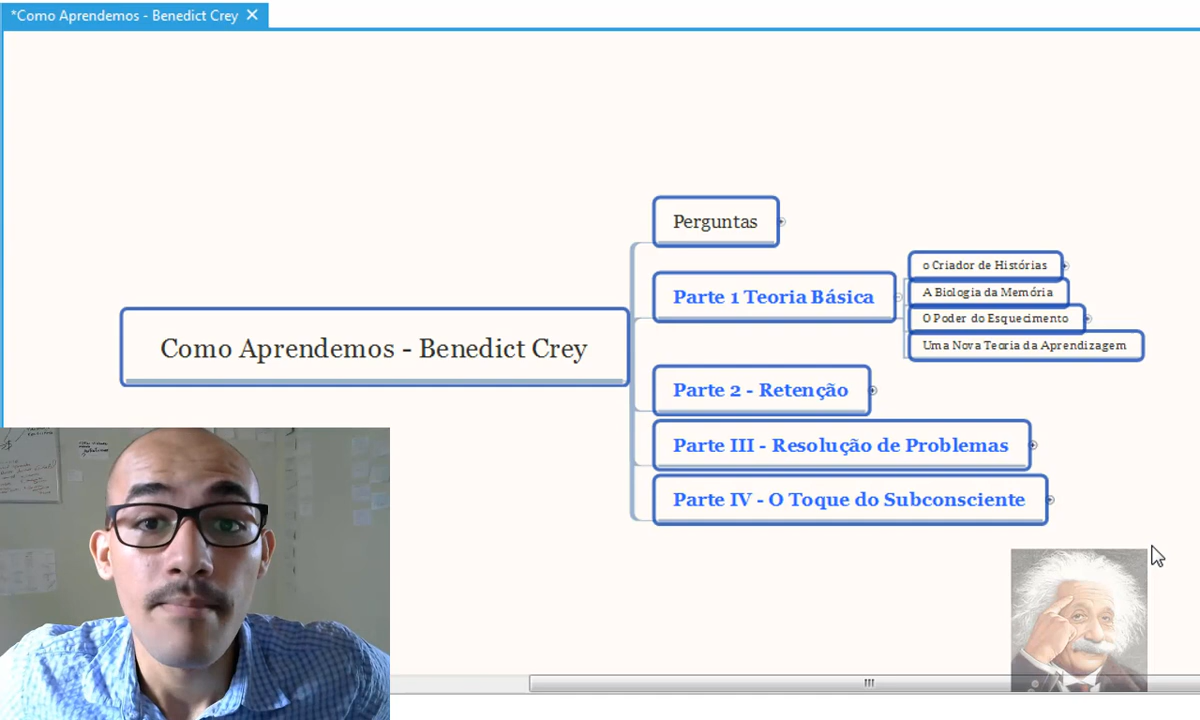 *Como Aprendemos - Benedict Crey
Perguntas
Parte 1 Teoria Básica
o Criador de Histórias
A Biologia da Memória
O Poder do Esquecimento
Uma Nova Teoria da Aprendizagem
Como Aprendemos - Benedict Crey
Parte 2 - Retenção
Parte III - Resolução de Problemas
Parte IV - O Toque do Subconsciente